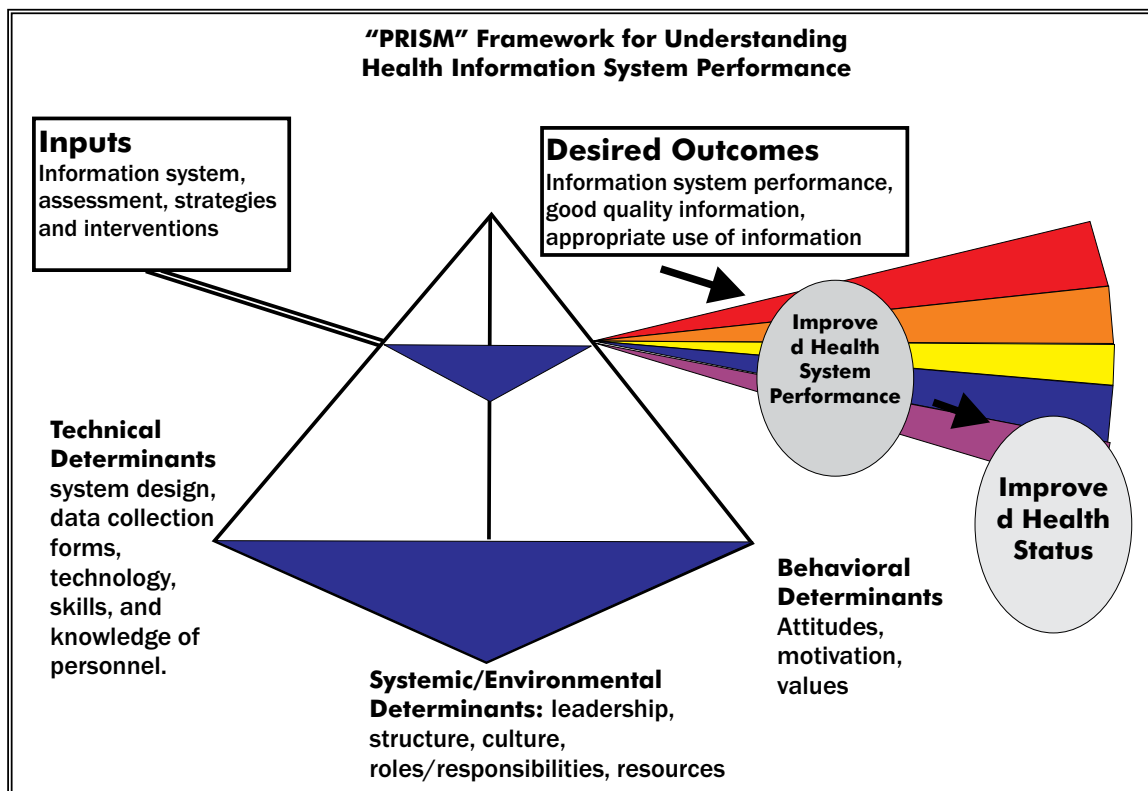 “PRISM” Framework for Understanding
Health Information System Performance
Inputs
Information system,
assessment, strategies
and interventions
Desired Outcomes
Information system performance,
good quality information,
appropriate use of information
Improve
d Health
System
Performance
Improve
d Health
Status
Technical
Determinants
system design,
data collection
forms,
technology,
skills, and
knowledge of
personnel.
Systemic/Environmental
Determinants: leadership,
structure, culture,
roles/responsibilities, resources
Behavioral
Determinants
Attitudes,
motivation,
values